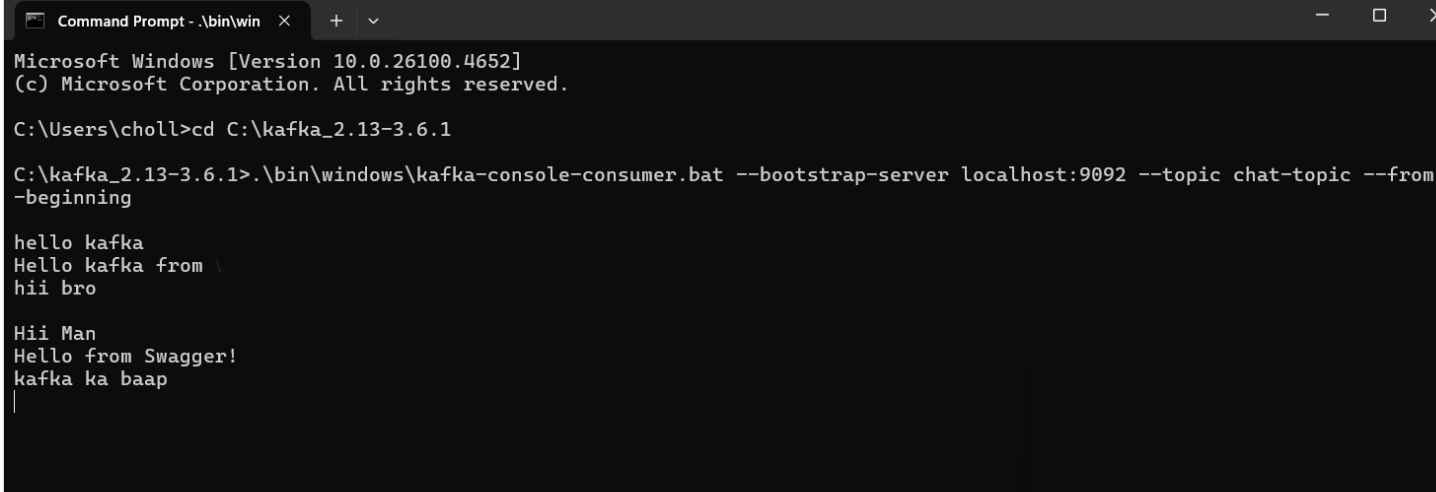 Command Prompt - .\bin\win
Microsoft Windows [Version 10.0.26100.4652]
(c) Microsoft Corporation. All rights reserved.
C:\Users\choll>cd C:\kafka_2.13-3.6.1
C:\kafka_2.13-3.6.1>.\bin\windows\kafka-console-consumer.bat --bootstrap-server localhost:9092 --topic chat-topic --from
-beginning
hello kafka
Hello kafka from \
hii bro
Hii Man
Hello from Swagger!
kafka ka baap